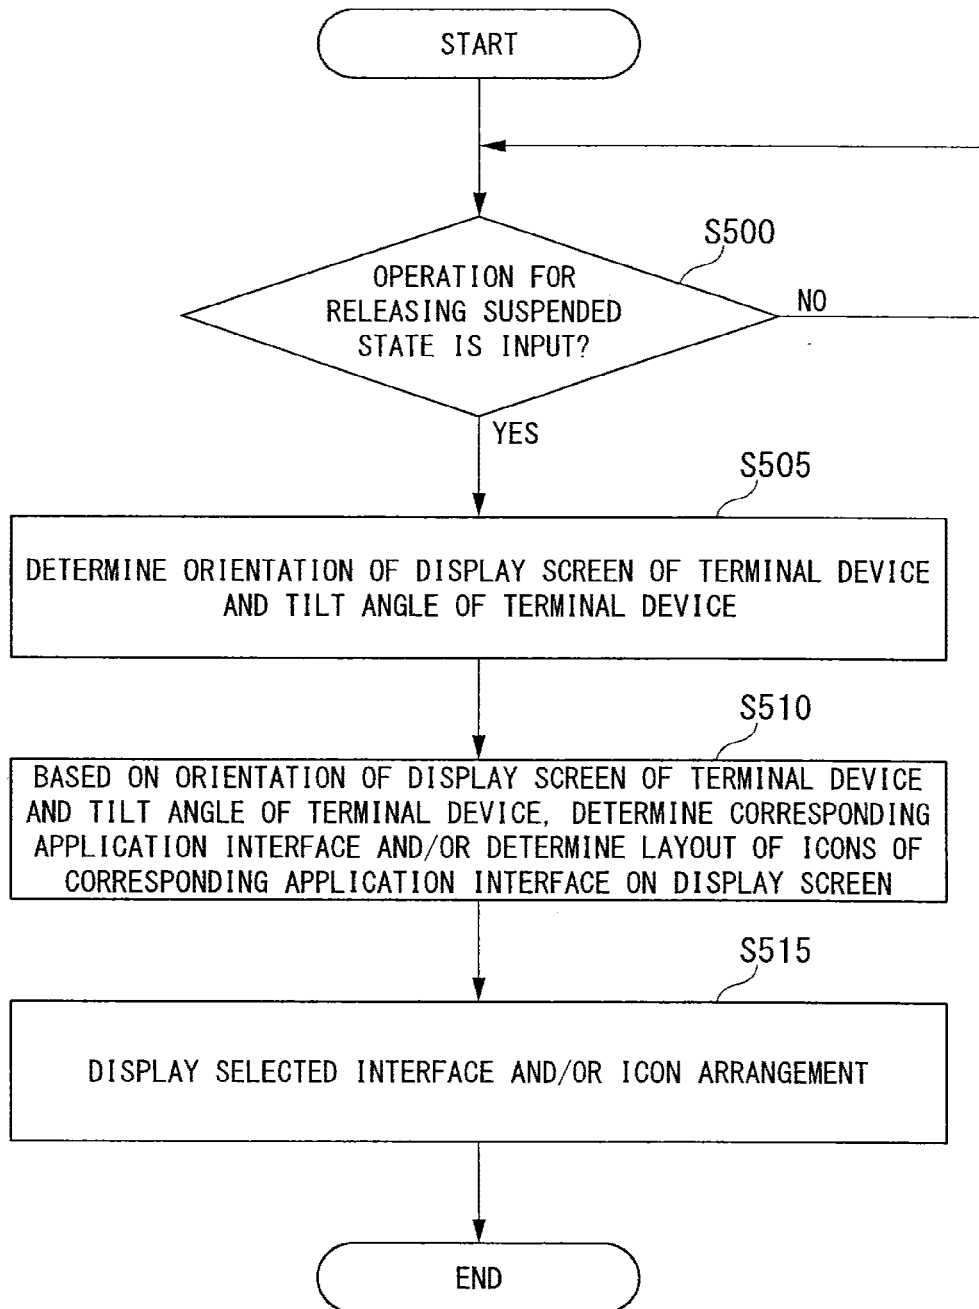 START
S500
OPERATION FOR
RELEASING SUSPENDED
STATE IS INPUT?
NO
YES
S505
DETERMINE ORIENTATION OF DISPLAY SCREEN OF TERMINAL DEVICE
AND TILT ANGLE OF TERMINAL DEVICE
S510
BASED ON ORIENTATION OF DISPLAY SCREEN OF TERMINAL DEVICE
AND TILT ANGLE OF TERMINAL DEVICE, DETERMINE CORRESPONDING
APPLICATION INTERFACE AND/OR DETERMINE LAYOUT OF ICONS OF
CORRESPONDING APPLICATION INTERFACE ON DISPLAY SCREEN
S515
DISPLAY SELECTED INTERFACE AND/OR ICON ARRANGEMENT
END